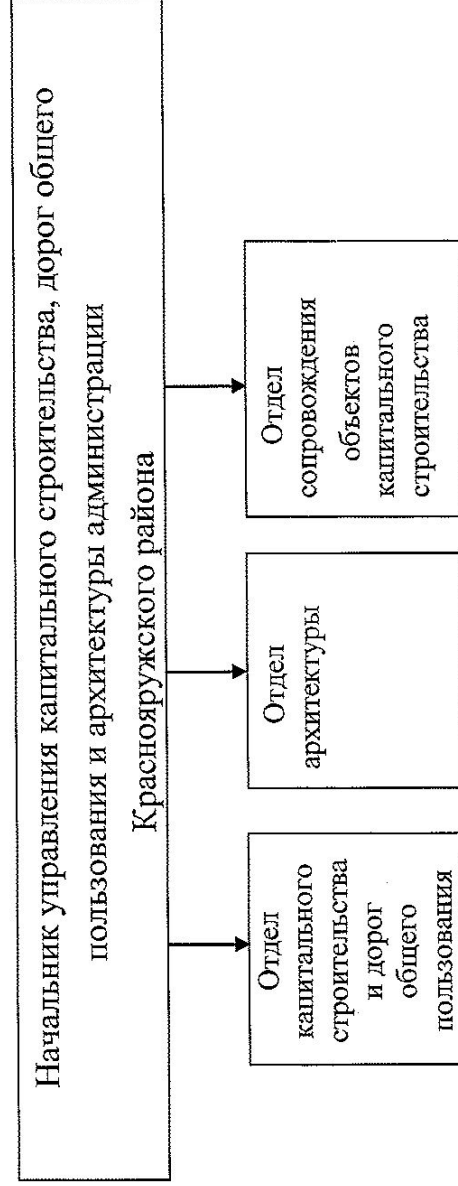 Начальник управления капитального строительства, дорог общего
пользования и архитектуры администрации
Краснояружского района
Отдел
капитального
строительства
и дорог
общего
пользования
Отдел
архитектуры
Отдел
сопровождения
объектов
капитального
строительства